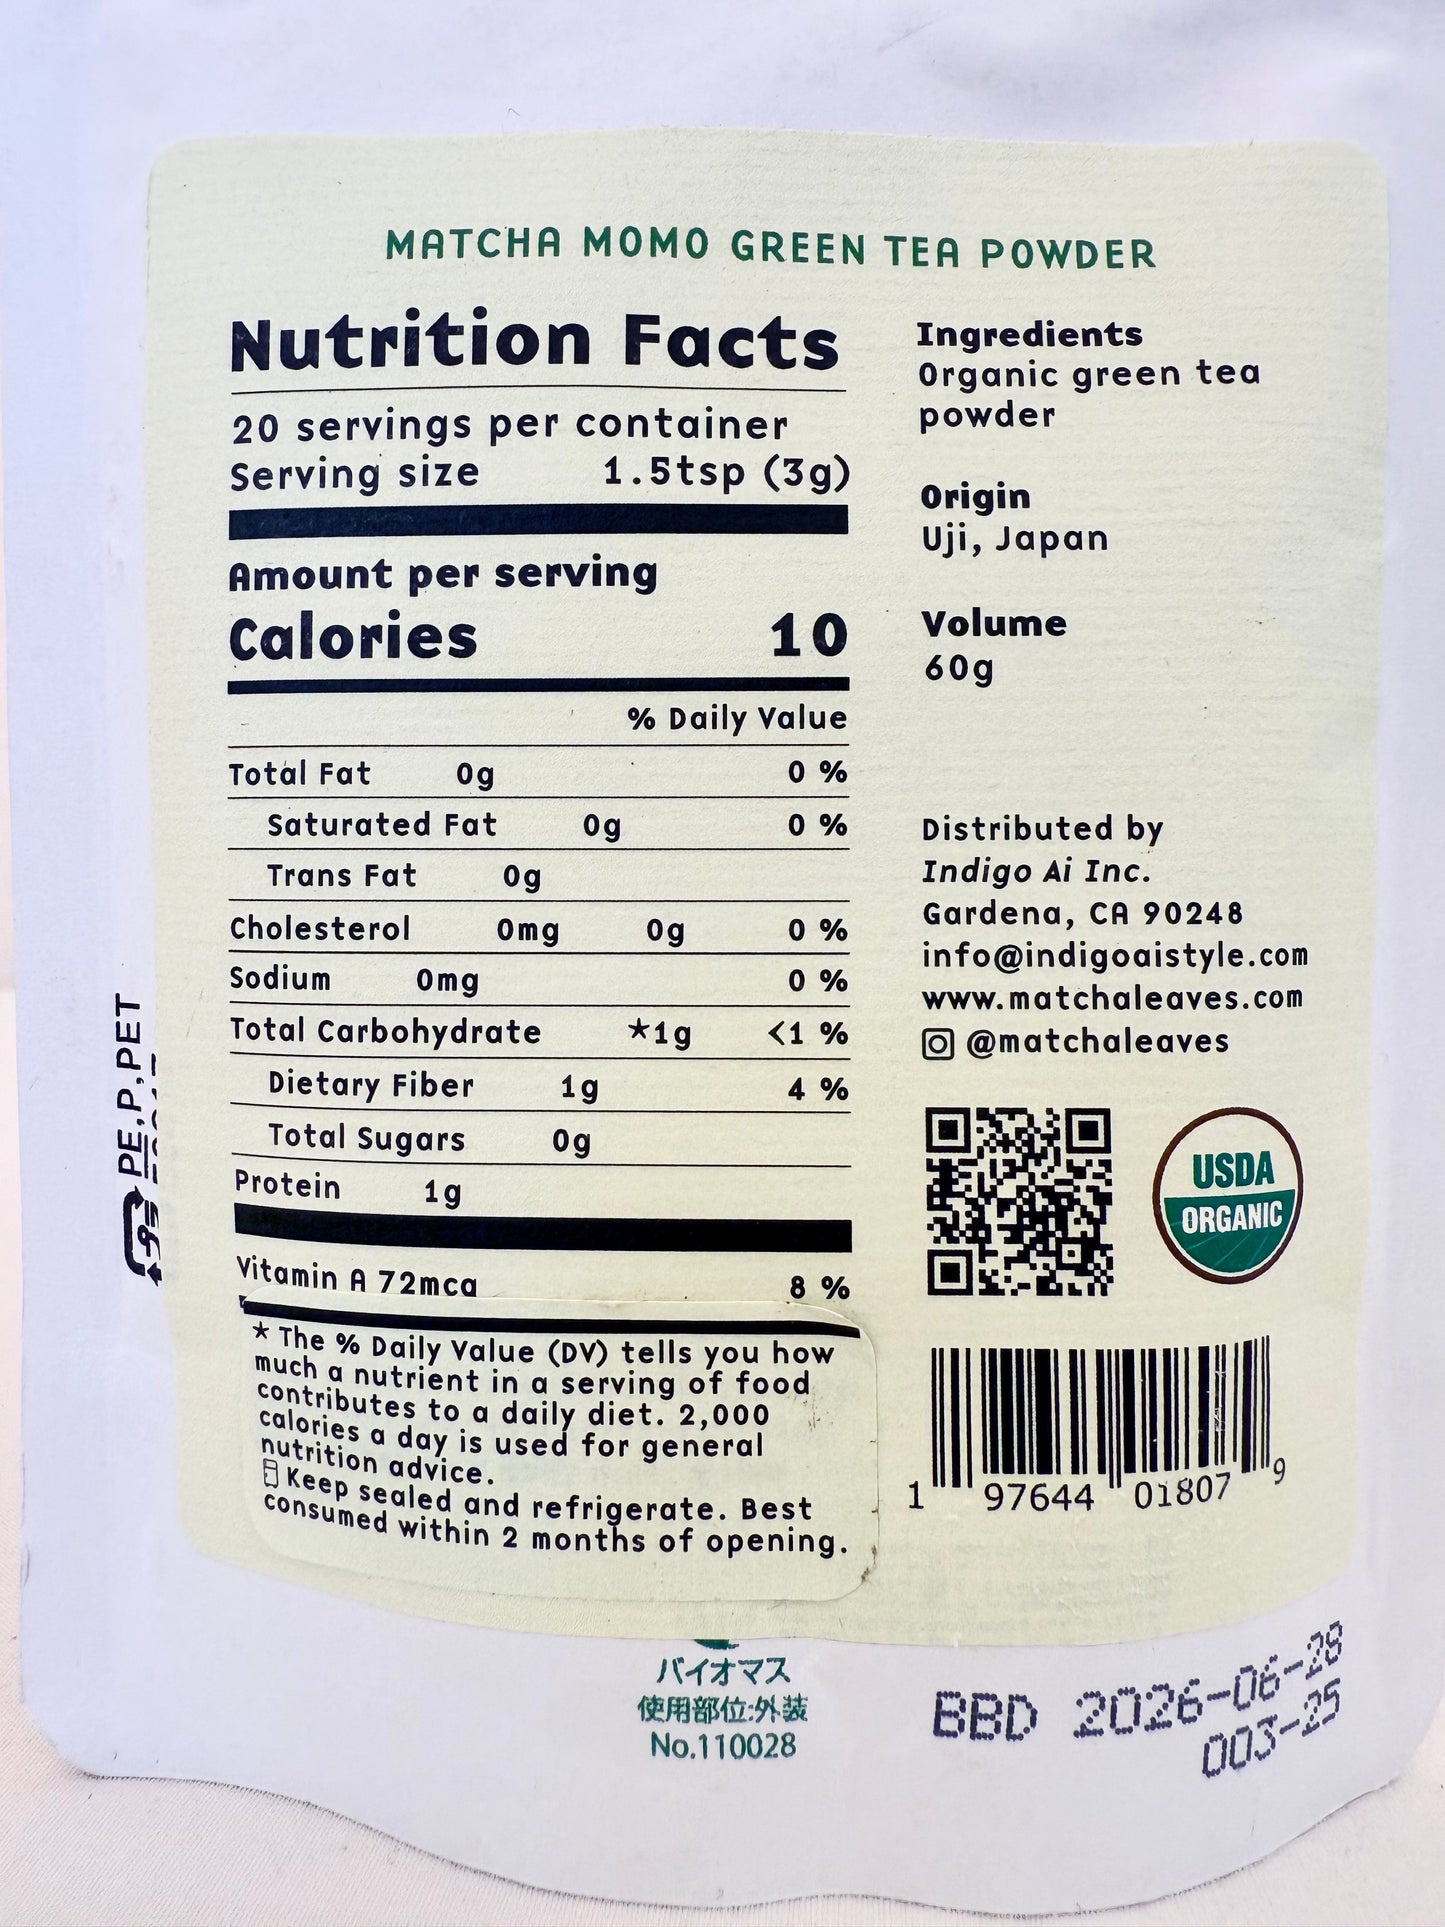 MATCHA MOMO GREEN TEA POWDER
Nutrition Facts
20 servings per container
Serving size 1.5tsp (3g)
Amount per serving
Calories 10
% Daily Value
Total Fat 0g 0 %
Saturated Fat 0g 0 %
Trans Fat 0g
Cholesterol 0mg 0g 0 %
Sodium 0mg 0 %
Total Carbohydrate *1g <1 %
Dietary Fiber 1g 4 %
Total Sugars 0g
Protein 1g
Vitamin A 72mcg 8 %
* The % Daily Value (DV) tells you how
much a nutrient in a serving of food
contributes to a daily diet. 2,000
calories a day is used for general
nutrition advice.
Keep sealed and refrigerate. Best
consumed within 2 months of opening.
Ingredients
Organic green tea
powder
Origin
Uji, Japan
Volume
60g
Distributed by
Indigo Ai Inc.
Gardena, CA 90248
info@indigoaistyle.com
www.matchaleaves.com
@matchaleaves
USDA
ORGANIC
1 97644 01807 9
PE,P,PET
バイオマス
使用部位:外装
No.110028
BBD 2026-06-28
003-25